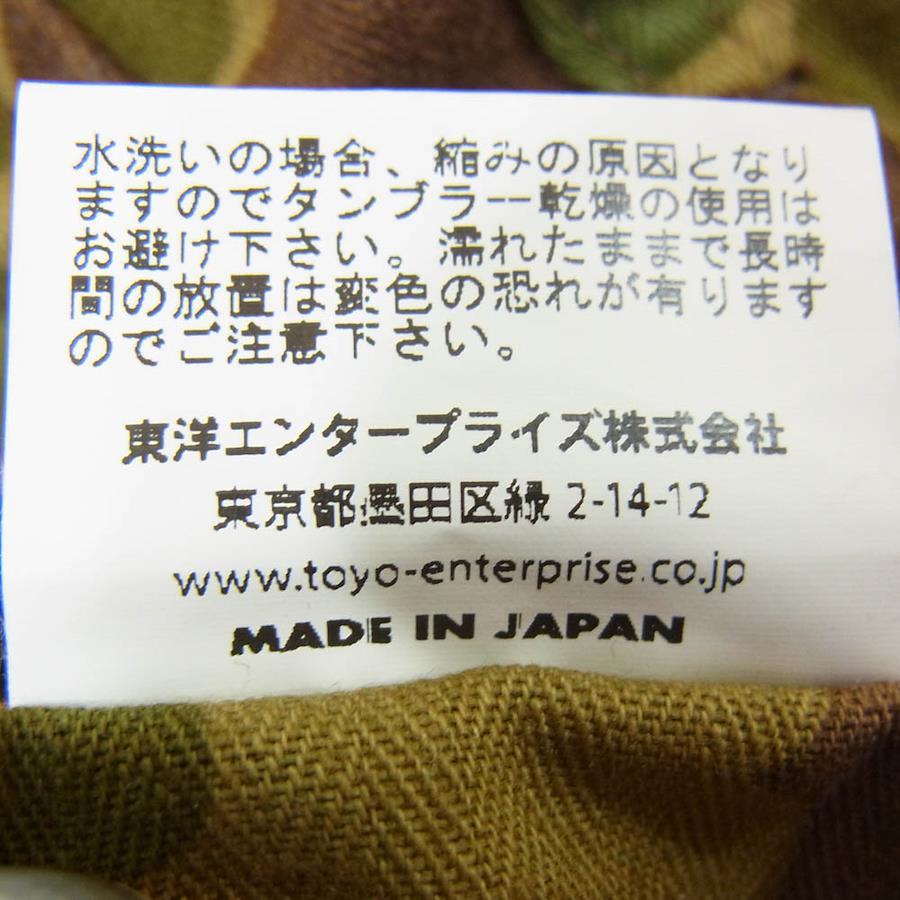 水洗いの場合、縮みの原因となり
ますのでタンブラー乾燥の使用は
お避け下さい。濡れたままで長時
間の放置は変色の恐れが有ります
のでご注意下さい。
東洋エンタープライズ株式会社
東京都墨田区緑 2-14-12
www.toyo-enterprise.co.jp
MADE IN JAPAN